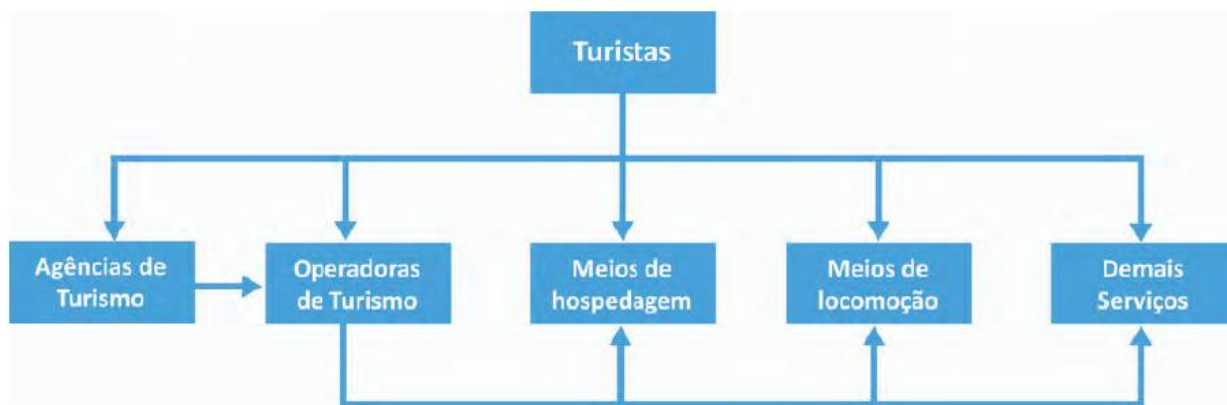 Turistas
Agências de
Turismo
Operadoras
de Turismo
Meios de
hospedagem
Meios de
locomoção
Demais
Serviços